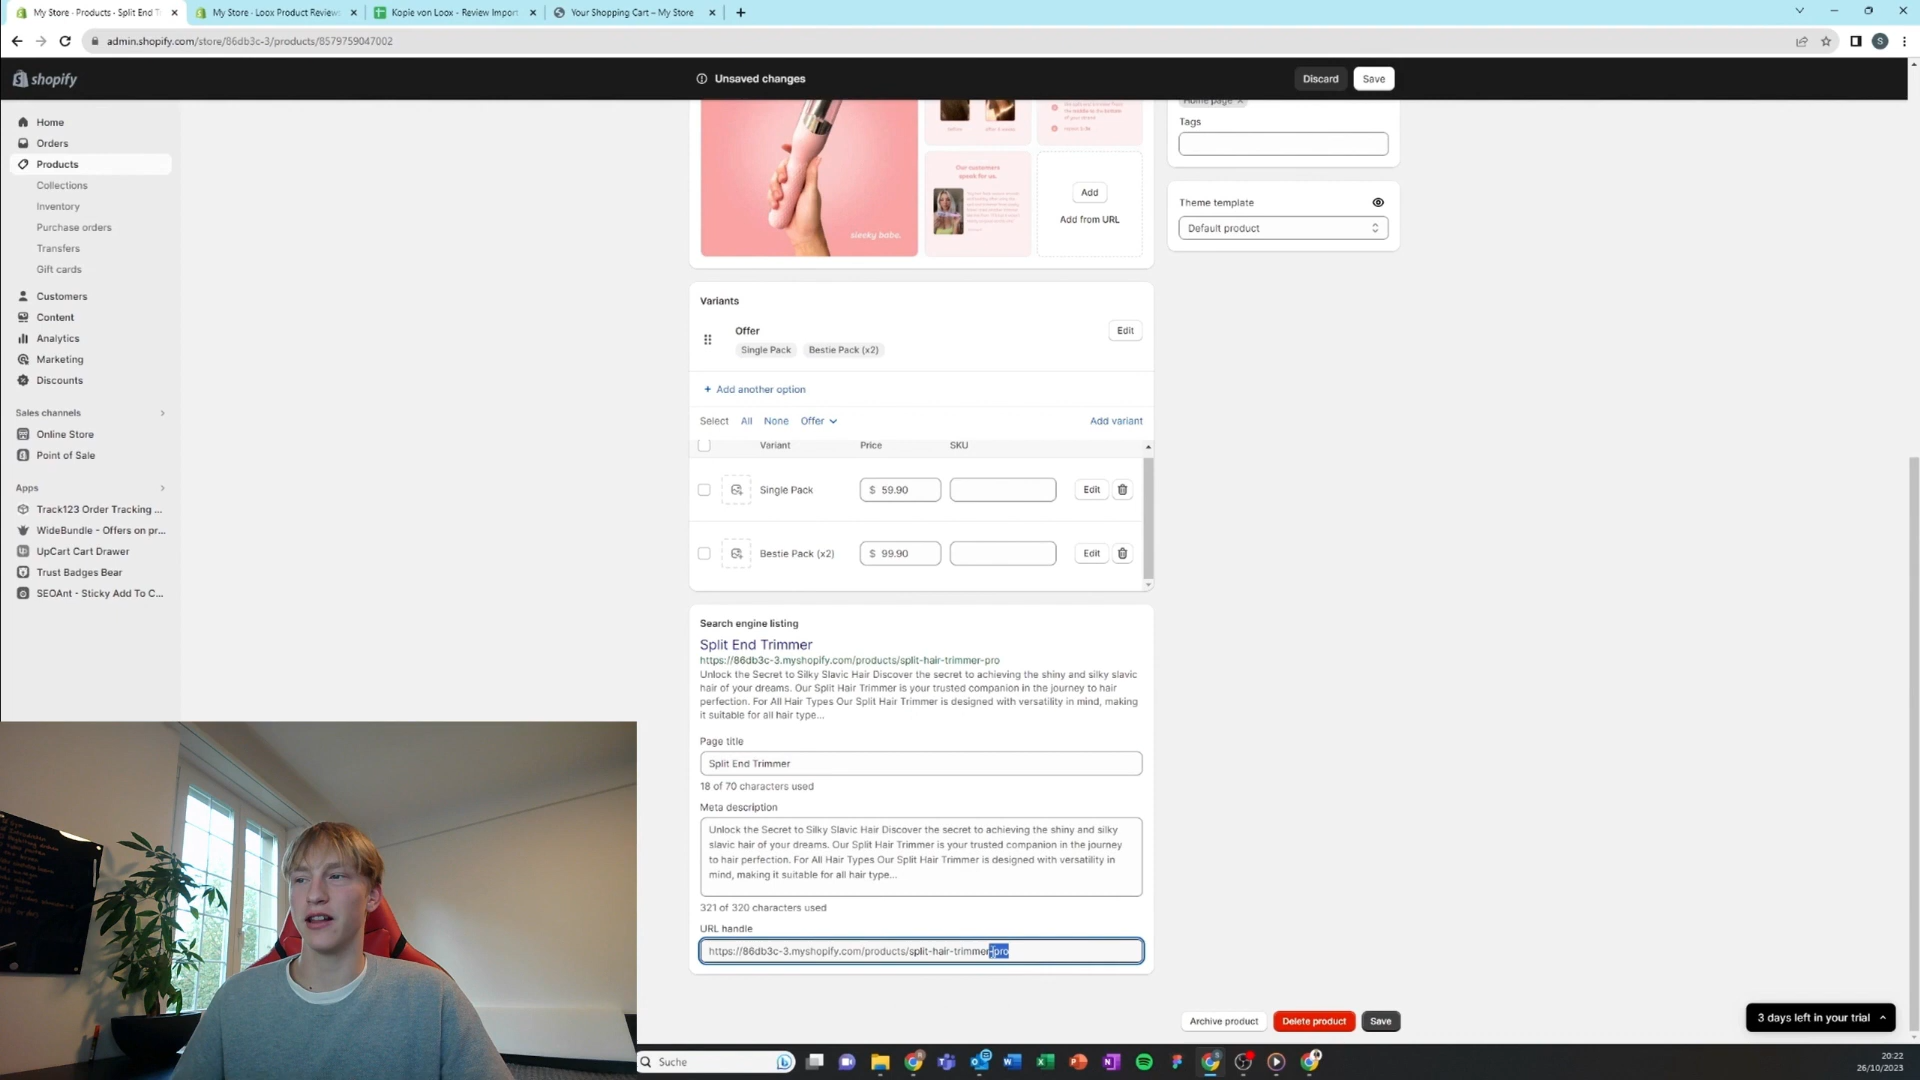 My Store · Products · Split End T
My Store · Loox Product Reviews
Kopie von Loox - Review Import
Your Shopping Cart – My Store
admin.shopify.com/store/86db3c-3/products/8579759047002
S
shopify
Unsaved changes
Discard
Save
Home
Orders
Products
Collections
Inventory
Purchase orders
Transfers
Gift cards
Customers
Content
Analytics
Marketing
Discounts
Sales channels
Online Store
Point of Sale
Apps
Track123 Order Tracking ...
WideBundle - Offers on pr...
UpCart Cart Drawer
Trust Badges Bear
SEOAnt - Sticky Add To C...
sleeky babe.
Our customers
speak for us.
Add
Add from URL
Home page
Tags
Theme template
Default product
Variants
Offer
Edit
Single Pack
Bestie Pack (x2)
Add another option
Select All None Offer
Add variant
Variant Price SKU
Single Pack $ 59.90 Edit
Bestie Pack (x2) $ 99.90 Edit
Search engine listing
Split End Trimmer
https://86db3c-3.myshopify.com/products/split-hair-trimmer-pro
Unlock the Secret to Silky Slavic Hair Discover the secret to achieving the shiny and silky slavic
hair of your dreams. Our Split Hair Trimmer is your trusted companion in the journey to hair
perfection. For All Hair Types Our Split Hair Trimmer is designed with versatility in mind, making
it suitable for all hair type...
Page title
Split End Trimmer
18 of 70 characters used
Meta description
Unlock the Secret to Silky Slavic Hair Discover the secret to achieving the shiny and silky
slavic hair of your dreams. Our Split Hair Trimmer is your trusted companion in the journey
to hair perfection. For All Hair Types Our Split Hair Trimmer is designed with versatility in
mind, making it suitable for all hair type...
321 of 320 characters used
URL handle
https://86db3c-3.myshopify.com/products/split-hair-trimmer-pro
Archive product
Delete product
Save
3 days left in your trial
Suche
20:22
26/10/2023